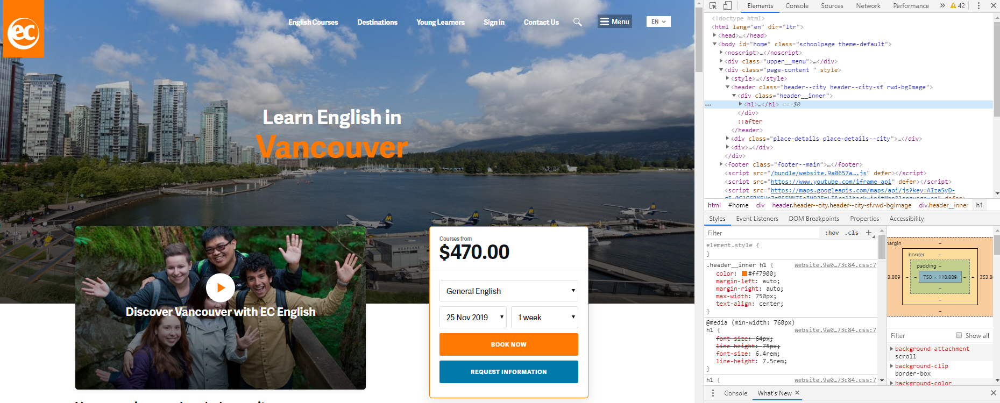 ec
English Courses
Destinations
Young Learners
Sign in
Contact Us
Menu
EN
Learn English in
Vancouver
Discover Vancouver with EC English
Courses from
$470.00
General English
25 Nov 2019
1 week
BOOK NOW
REQUEST INFORMATION
Elements Console Sources Network Performance » 42
<!doctype html>
<html lang="en" dir="ltr">
<head>…</head>
<body id="home" class="schoolpage theme-default">
<noscript>…</noscript>
<div class="upper__menu">…</div>
<div class="page-content " style>
<style>…</style>
<header class="header--city header--city-sf rwd-bgImage">
<div class="header__inner">
… <h1>…</h1> == $0
</div>
::after
</header>
<div class="place-details place-details--city">…</div>
<div>…</div>
</div>
<footer class="footer--main">…</footer>
<script src="/bundle/website.9a0657a….js" defer></script>
<script src="https://www.youtube.com/iframe_api" defer></script>
<script src="https://maps.googleapis.com/maps/api/js?key=AIzaSyD-
html #home div header.header--city.header--city-sf.rwd-bgImage div.header__inner h1
Styles Event Listeners DOM Breakpoints Properties Accessibility
Filter :hov .cls +
element.style {
}
.header__inner h1 { website.9a0…73c84.css:7
color: #ff7900;
margin-left: auto;
margin-right: auto;
max-width: 750px;
text-align: center;
}
@media (min-width: 768px)
h1 { website.9a0…73c84.css:7
font-size: 64px;
line-height: 75px;
font-size: 6.4rem;
line-height: 7.5rem;
}
h1 { website.9a0…73c84.css:7
margin –
border –
padding –
3.889 – – 750 × 118.889 – – 353.8
–
–
–
Filter Show all
background-attachment
scroll
background-clip
border-box
background-color
Console What's New ×